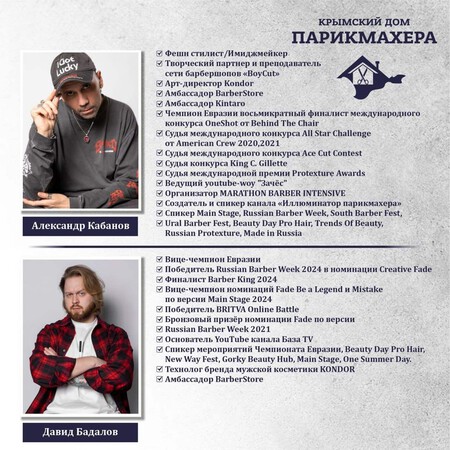 КРЫМСКИЙ ДОМ
ПАРИКМАХЕРА
Got
Lucky
Фешн стилист/Имиджмейкер
Творческий партнер и преподаватель
сети барбершопов «BoyCut»
Арт-директор Kondor
Амбассадор BarberStore
Амбассадор Kintaro
Чемпион Евразии восьмикратный финалист международного
конкурса OneShot от Behind The Chair
Судья международного конкурса All Star Challenge
от American Crew 2020,2021
Судья международного конкурса Ace Cut Contest
Судья конкурса King C. Gillette
Судья международной премии Protexture Awards
Ведущий youtube-woy "Зачёс"
Организатор MARATHON BARBER INTENSIVE
Создатель и спикер канала «Иллюминатор парикмахера»
Спикер Main Stage, Russian Barber Week, South Barber Fest,
Ural Barber Fest, Beauty Day Pro Hair, Trends Of Beauty,
Russian Protexture, Made in Russia
Александр Кабанов
Вице-чемпион Евразии
Победитель Russian Barber Week 2024 в номинации Creative Fade
Финалист Barber King 2024
Вице-чемпион номинаций Fade Be a Legend и Mistake
по версии Main Stage 2024
Победитель BRITVA Online Battle
Бронзовый призёр номинации Fade по версии
Russian Barber Week 2021
Основатель YouTube канала База TV
Спикер мероприятий Чемпионата Евразии, Beauty Day Pro Hair,
New Way Fest, Gorky Beauty Hub, Main Stage, One Summer Day.
Технолог бренда мужской косметики KONDOR
Амбассадор BarberStore
Давид Бадалов